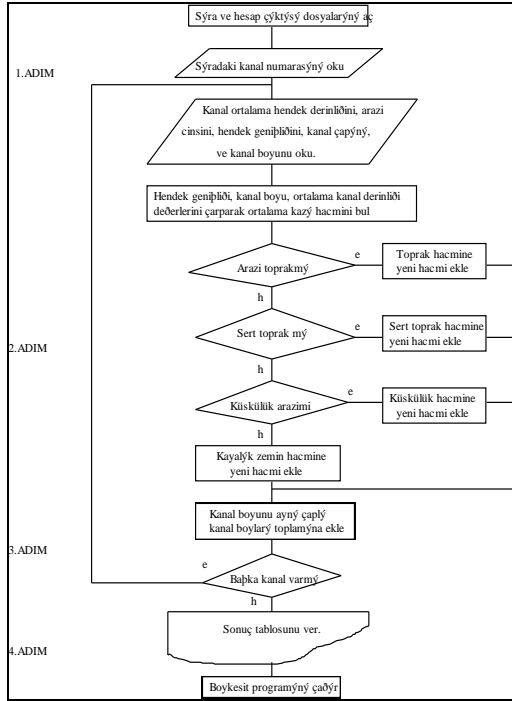 Sýra ve hesap çýktýsý dosyalarýný aç
1.ADIM
Sýradaki kanal numarasýný oku
Kanal ortalama hendek derinliðini, arazi
cinsini, hendek geniþliðini, kanal çapýný,
ve kanal boyunu oku.
Hendek geniþliði, kanal boyu, ortalama kanal derinliði
deðerlerini çarparak ortalama kazý hacmini bul
Arazi toprakmý
e
Toprak hacmine
yeni hacmi ekle
h
2.ADIM
Sert toprak mý
e
Sert toprak hacmine
yeni hacmi ekle
h
Küskülük arazimi
e
Küskülük hacmine
yeni hacmi ekle
h
Kayalýk zemin hacmine
yeni hacmi ekle
Kanal boyunu ayný çaplý
kanal boylarý toplamýna ekle
3.ADIM
e
Baþka kanal varmý
h
Sonuç tablosunu ver.
4.ADIM
Boykesit programýný çaðýr